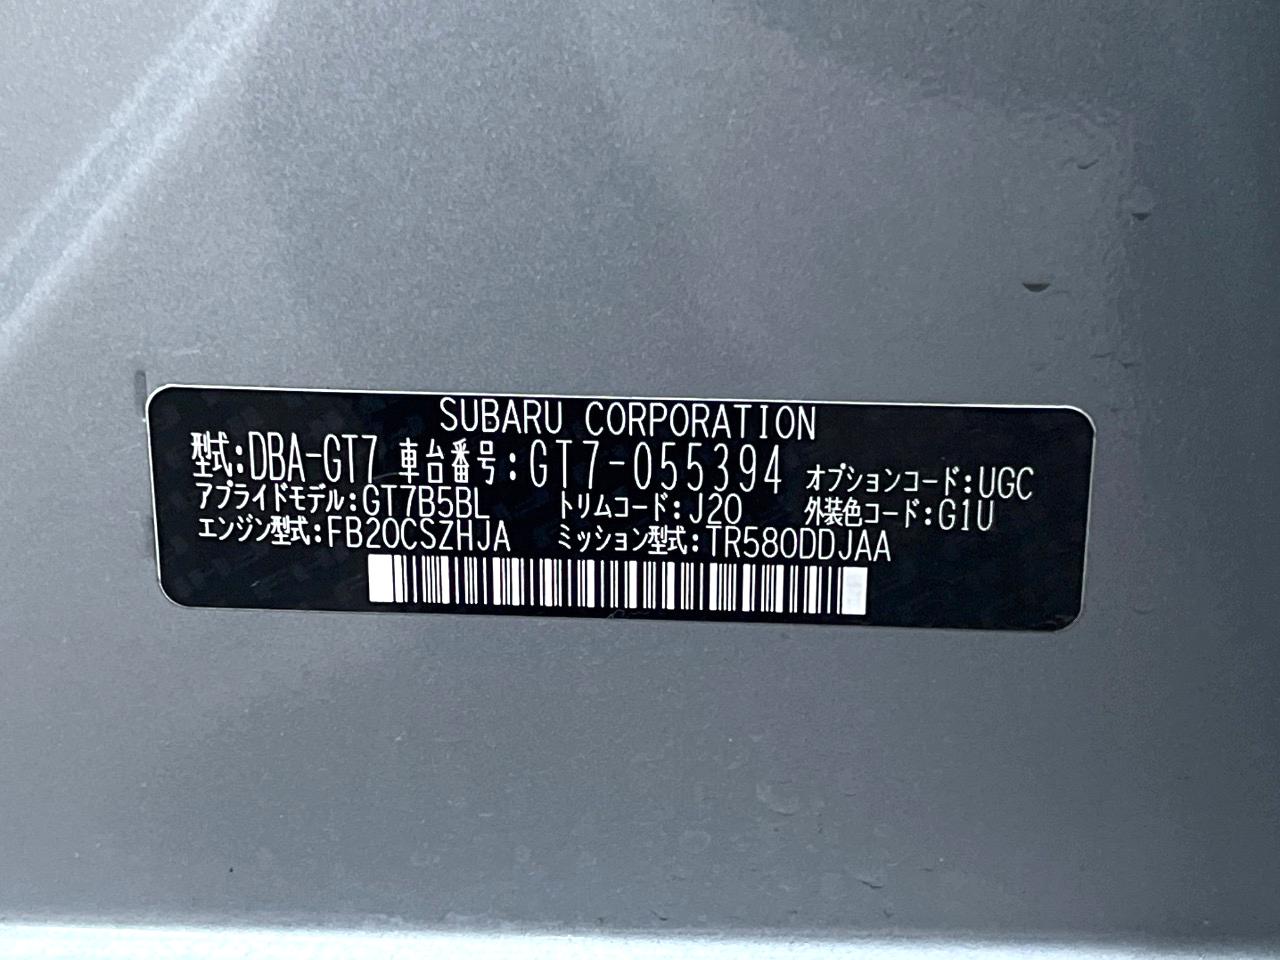 SUBARU CORPORATION
型式:DBA-GT7 車台番号:GT7-055394 オプションコード:UGC
アプライドモデル:GT7B5BL トリムコード:J20 外装色コード:G1U
エンジン型式:FB20CSZHJA ミッション型式:TR580DDJAA